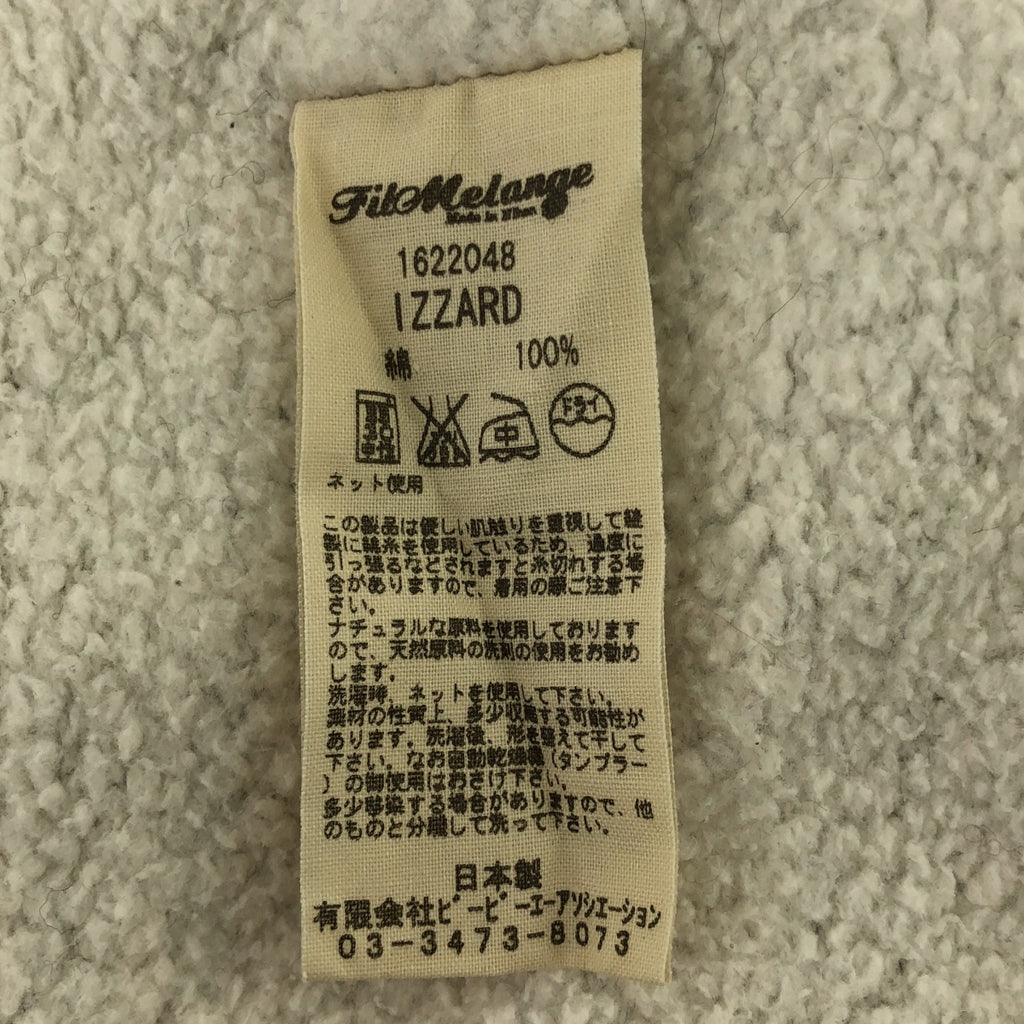 FilMelange
1622048
IZZARD
綿 100%
中 ドライ
ネット使用
この製品は優しい肌触りを重視して縫
製に綿糸を使用しているため、過度に
引っ張るなどされますと糸切れする場
合がありますので、着用の際ご注意下
さい。
ナチュラルな原料を使用しております
ので、天然原料の洗剤の使用をお勧め
します。
洗濯時、ネットを使用して下さい。
素材の性質上、多少収縮する可能性が
あります。洗濯後、形を整えて干して
下さい。なお自動乾燥機(タンブラー
)の御使用はおさけ下さい。
多少移染する場合がありますので、他
のものと分離して洗って下さい。
日本製
有限会社ビーピーエーアソシエーション
03-3473-8073